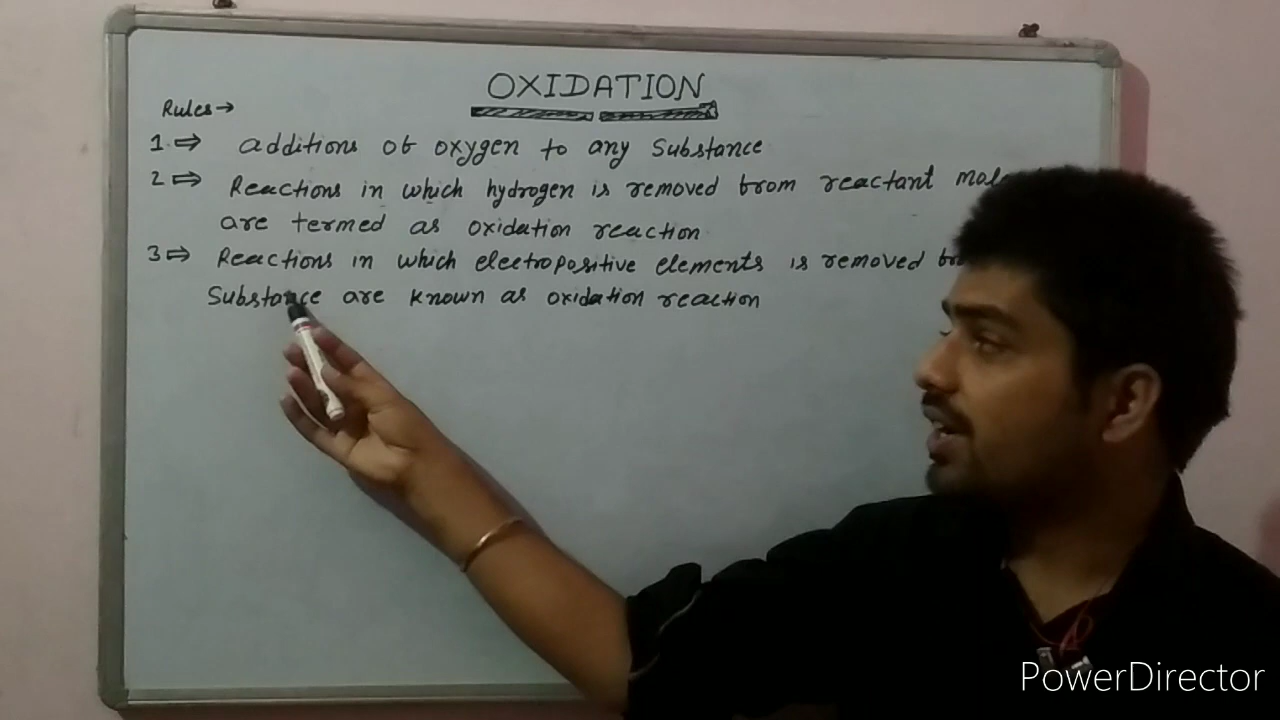 OXIDATION
Rules→
1.⇒ additions of oxygen to any Substance
2⇒ Reactions in which hydrogen is removed from reactant
are termed as oxidation reaction
3⇒ Reactions in which electropositive elements is removed
Substance are known as oxidation reaction
PowerDirector